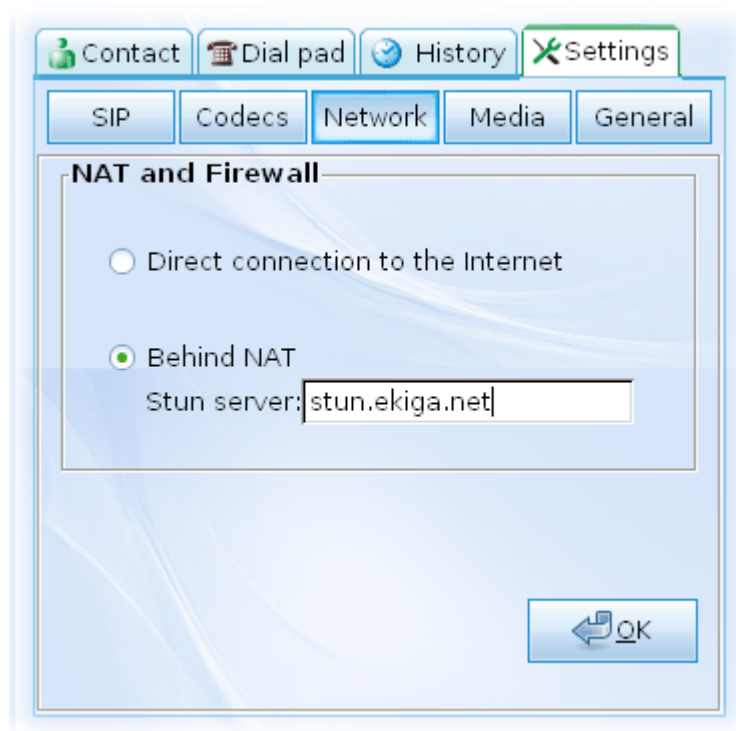 Contact Dial pad History Settings
SIP Codecs Network Media General
NAT and Firewall
Direct connection to the Internet
Behind NAT
Stun server: stun.ekiga.net
OK